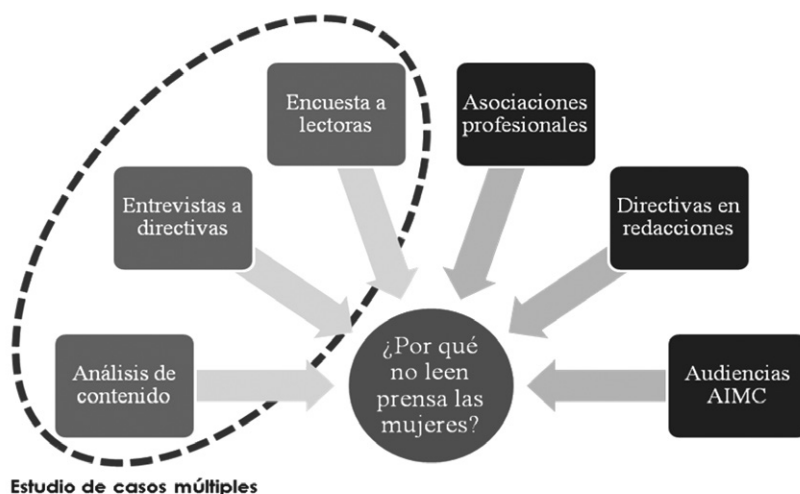 Encuesta a
lectoras
Asociaciones
profesionales
Entrevistas a
directivas
Directivas en
redacciones
Análisis de
contenido
¿Por qué
no leen
prensa las
mujeres?
Audiencias
AIMC
Estudio de casos múltiples